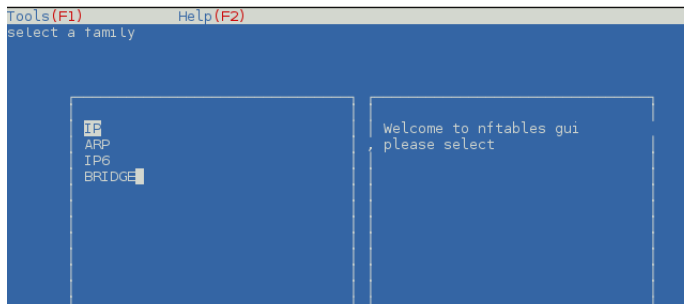 Tools(F1) Help(F2)
select a family
IP
ARP
IP6
BRIDGE
Welcome to nftables gui
, please select